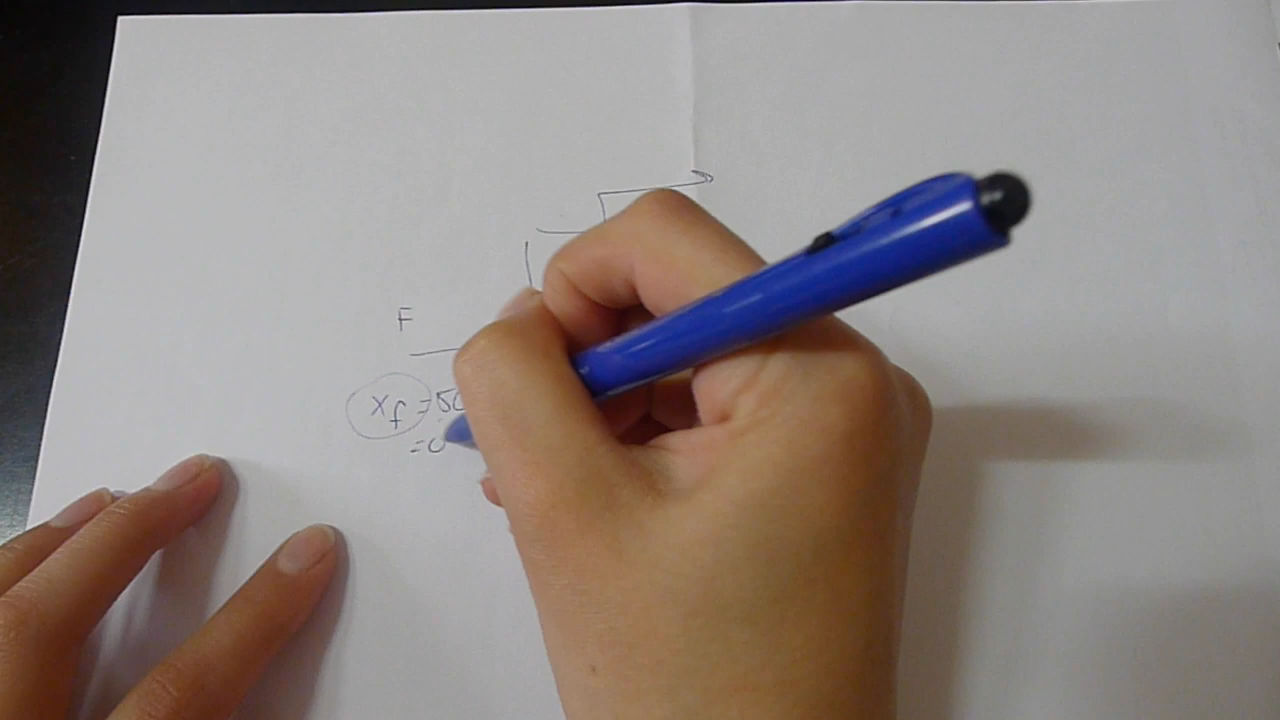 F
xf = 50
= 0